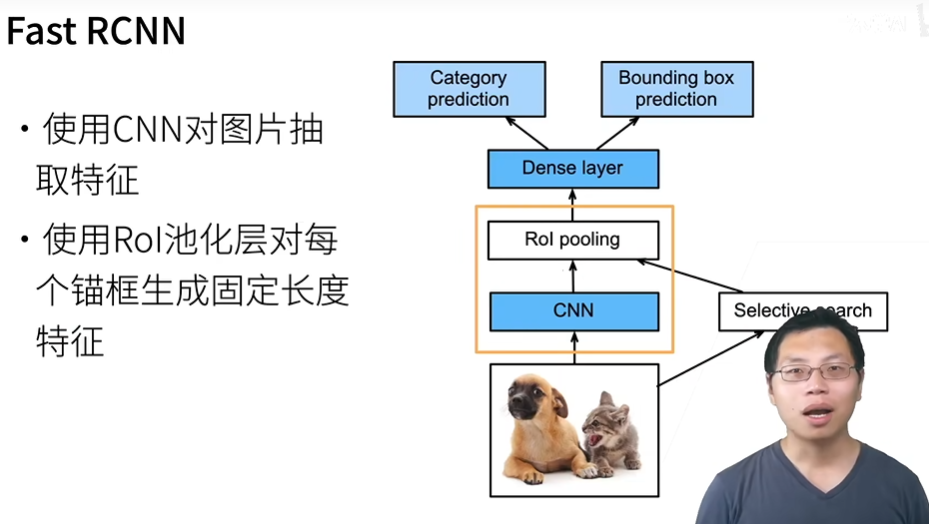 Fast RCNN
• 使用CNN对图片抽
取特征
• 使用RoI池化层对每
个锚框生成固定长度
特征
Category
prediction
Bounding box
prediction
Dense layer
RoI pooling
CNN
Selective search